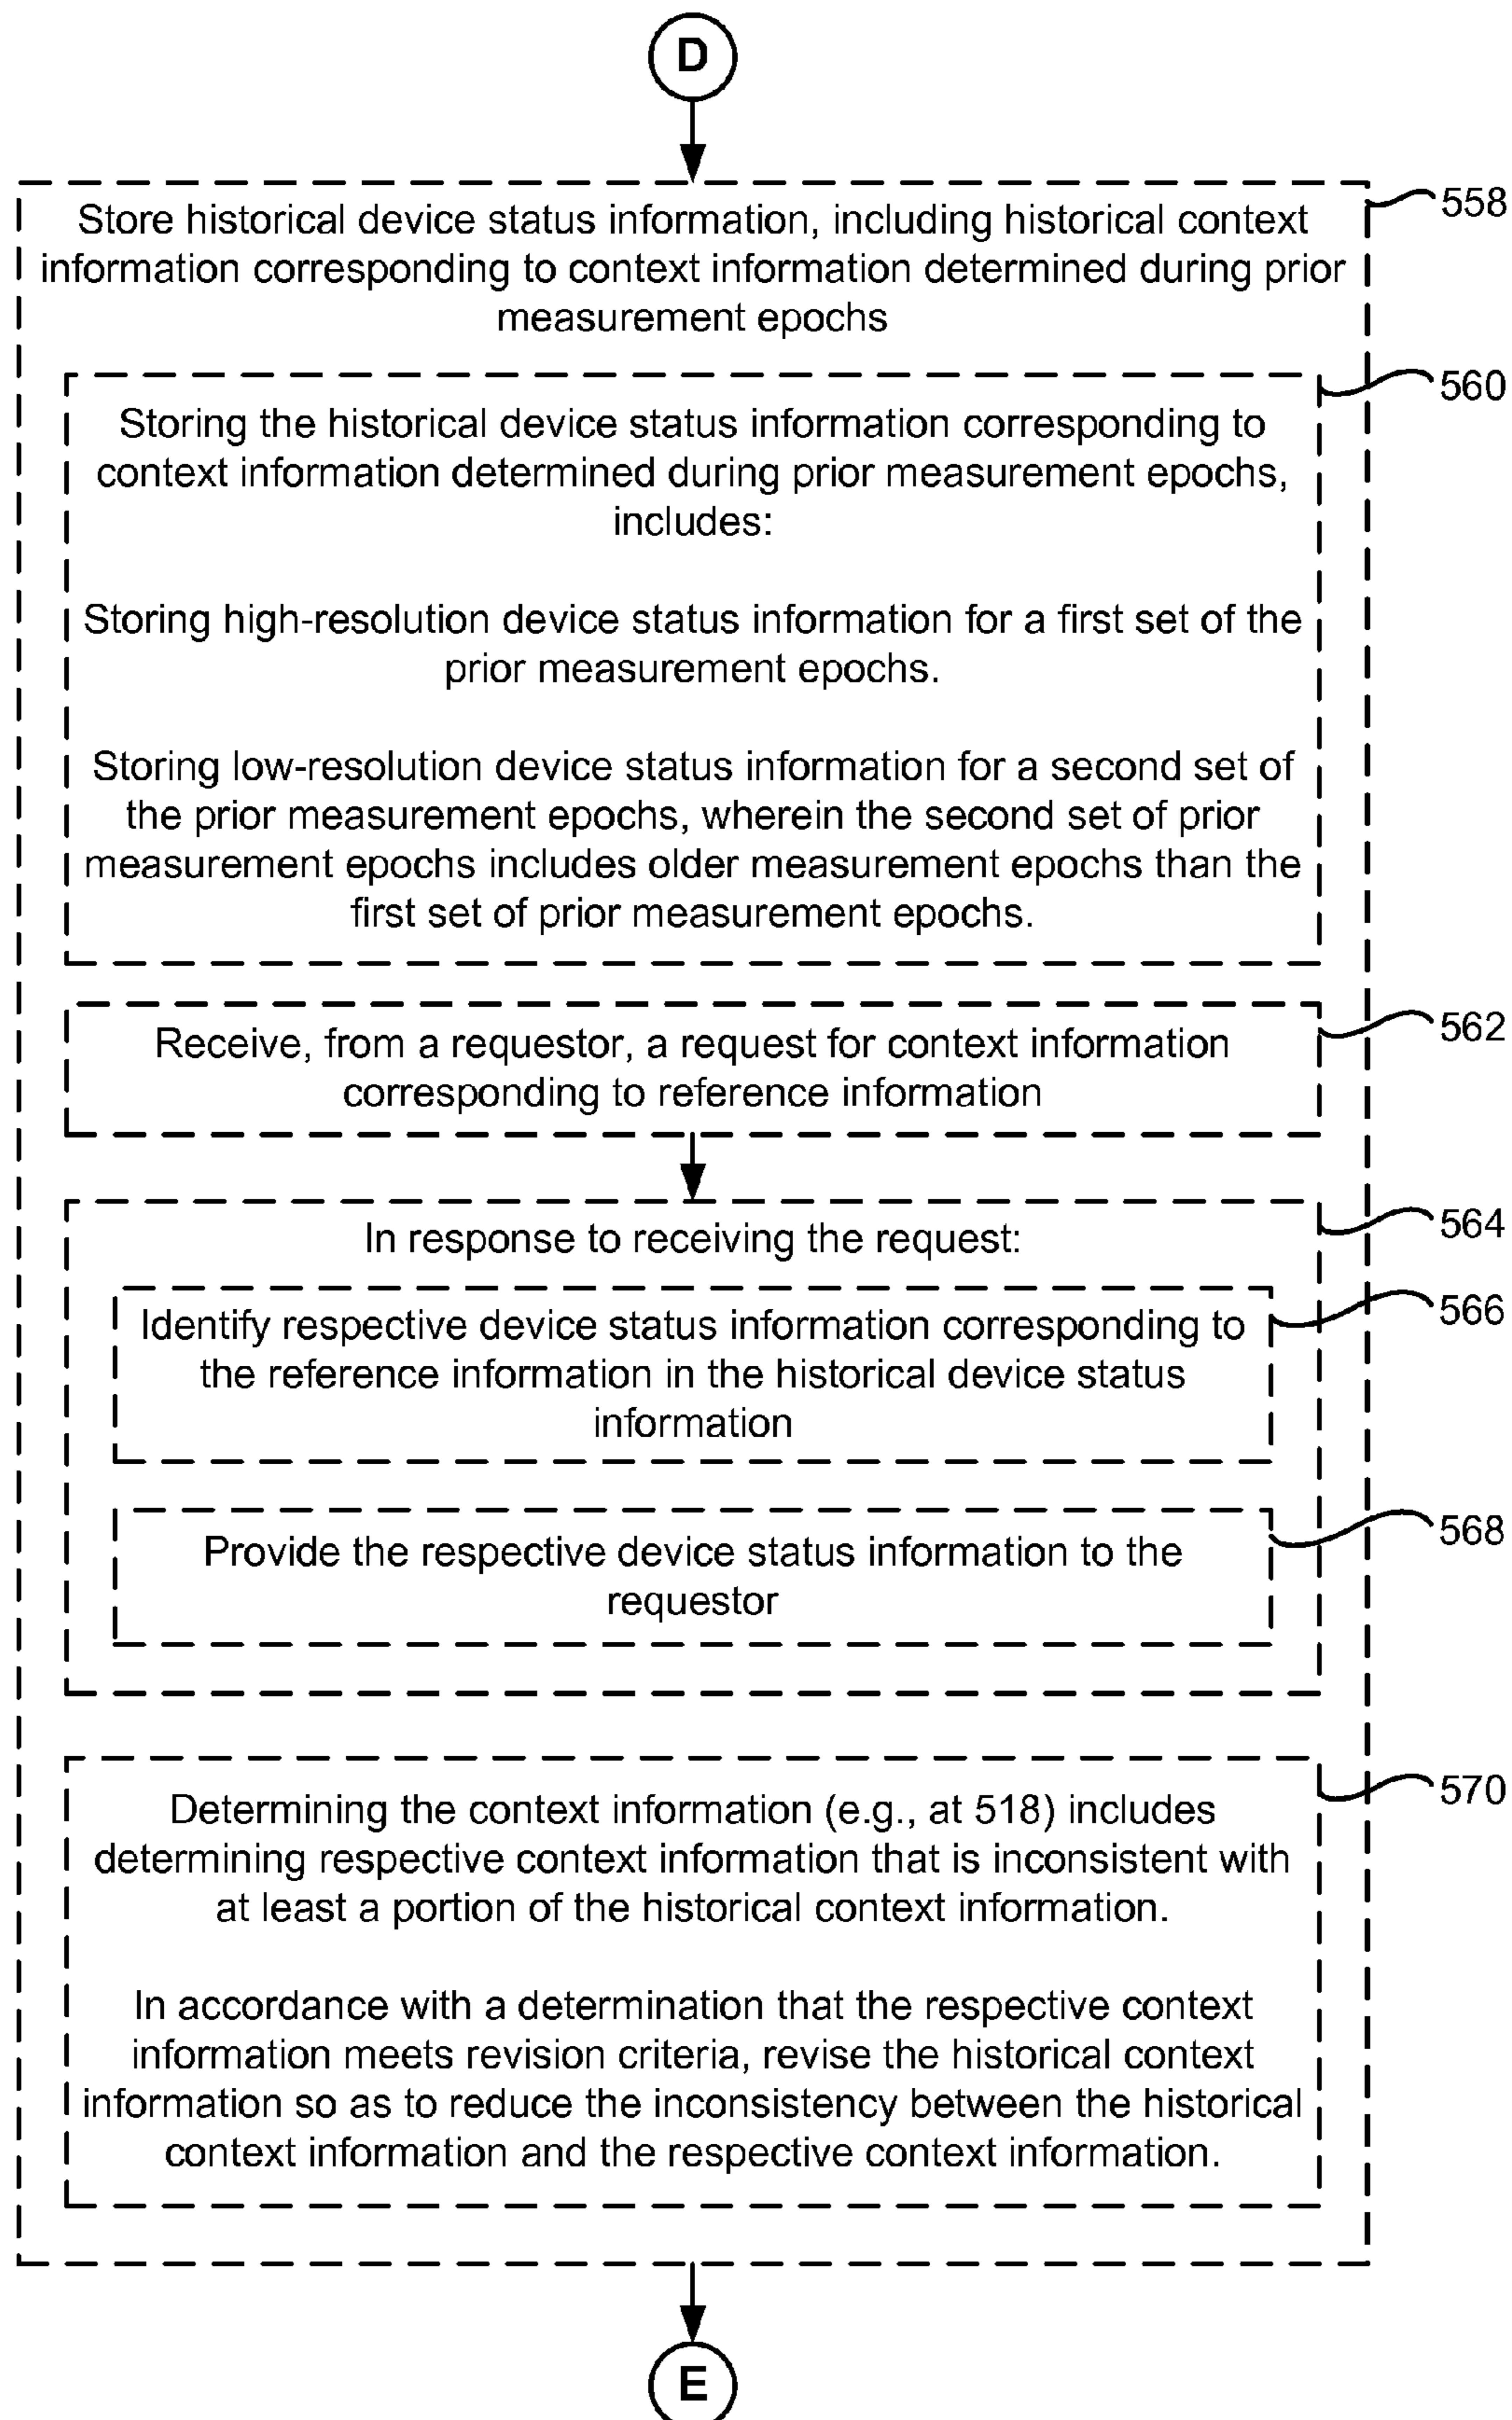 D
558
Store historical device status information, including historical context
information corresponding to context information determined during prior
measurement epochs
560
Storing the historical device status information corresponding to
context information determined during prior measurement epochs,
includes:
Storing high-resolution device status information for a first set of the
prior measurement epochs.
Storing low-resolution device status information for a second set of
the prior measurement epochs, wherein the second set of prior
measurement epochs includes older measurement epochs than the
first set of prior measurement epochs.
562
Receive, from a requestor, a request for context information
corresponding to reference information
564
In response to receiving the request:
566
Identify respective device status information corresponding to
the reference information in the historical device status
information
568
Provide the respective device status information to the
requestor
570
Determining the context information (e.g., at 518) includes
determining respective context information that is inconsistent with
at least a portion of the historical context information.
In accordance with a determination that the respective context
information meets revision criteria, revise the historical context
information so as to reduce the inconsistency between the historical
context information and the respective context information.
E